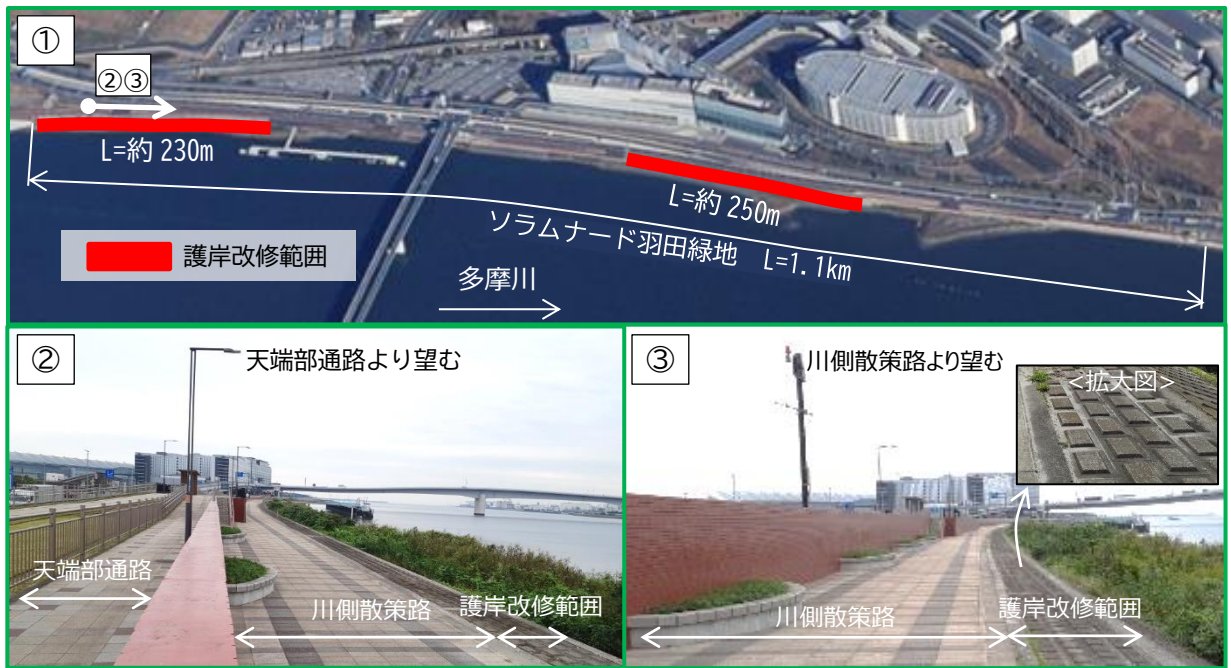 ①
②③
L=約 230m
L=約 250m
ソラムナード羽田緑地 L=1.1km
護岸改修範囲
多摩川
②
天端部通路より望む
天端部通路
川側散策路
護岸改修範囲
③
川側散策路より望む
<拡大図>
川側散策路
護岸改修範囲